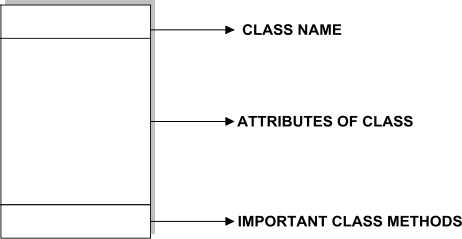 CLASS NAME
ATTRIBUTES OF CLASS
IMPORTANT CLASS METHODS